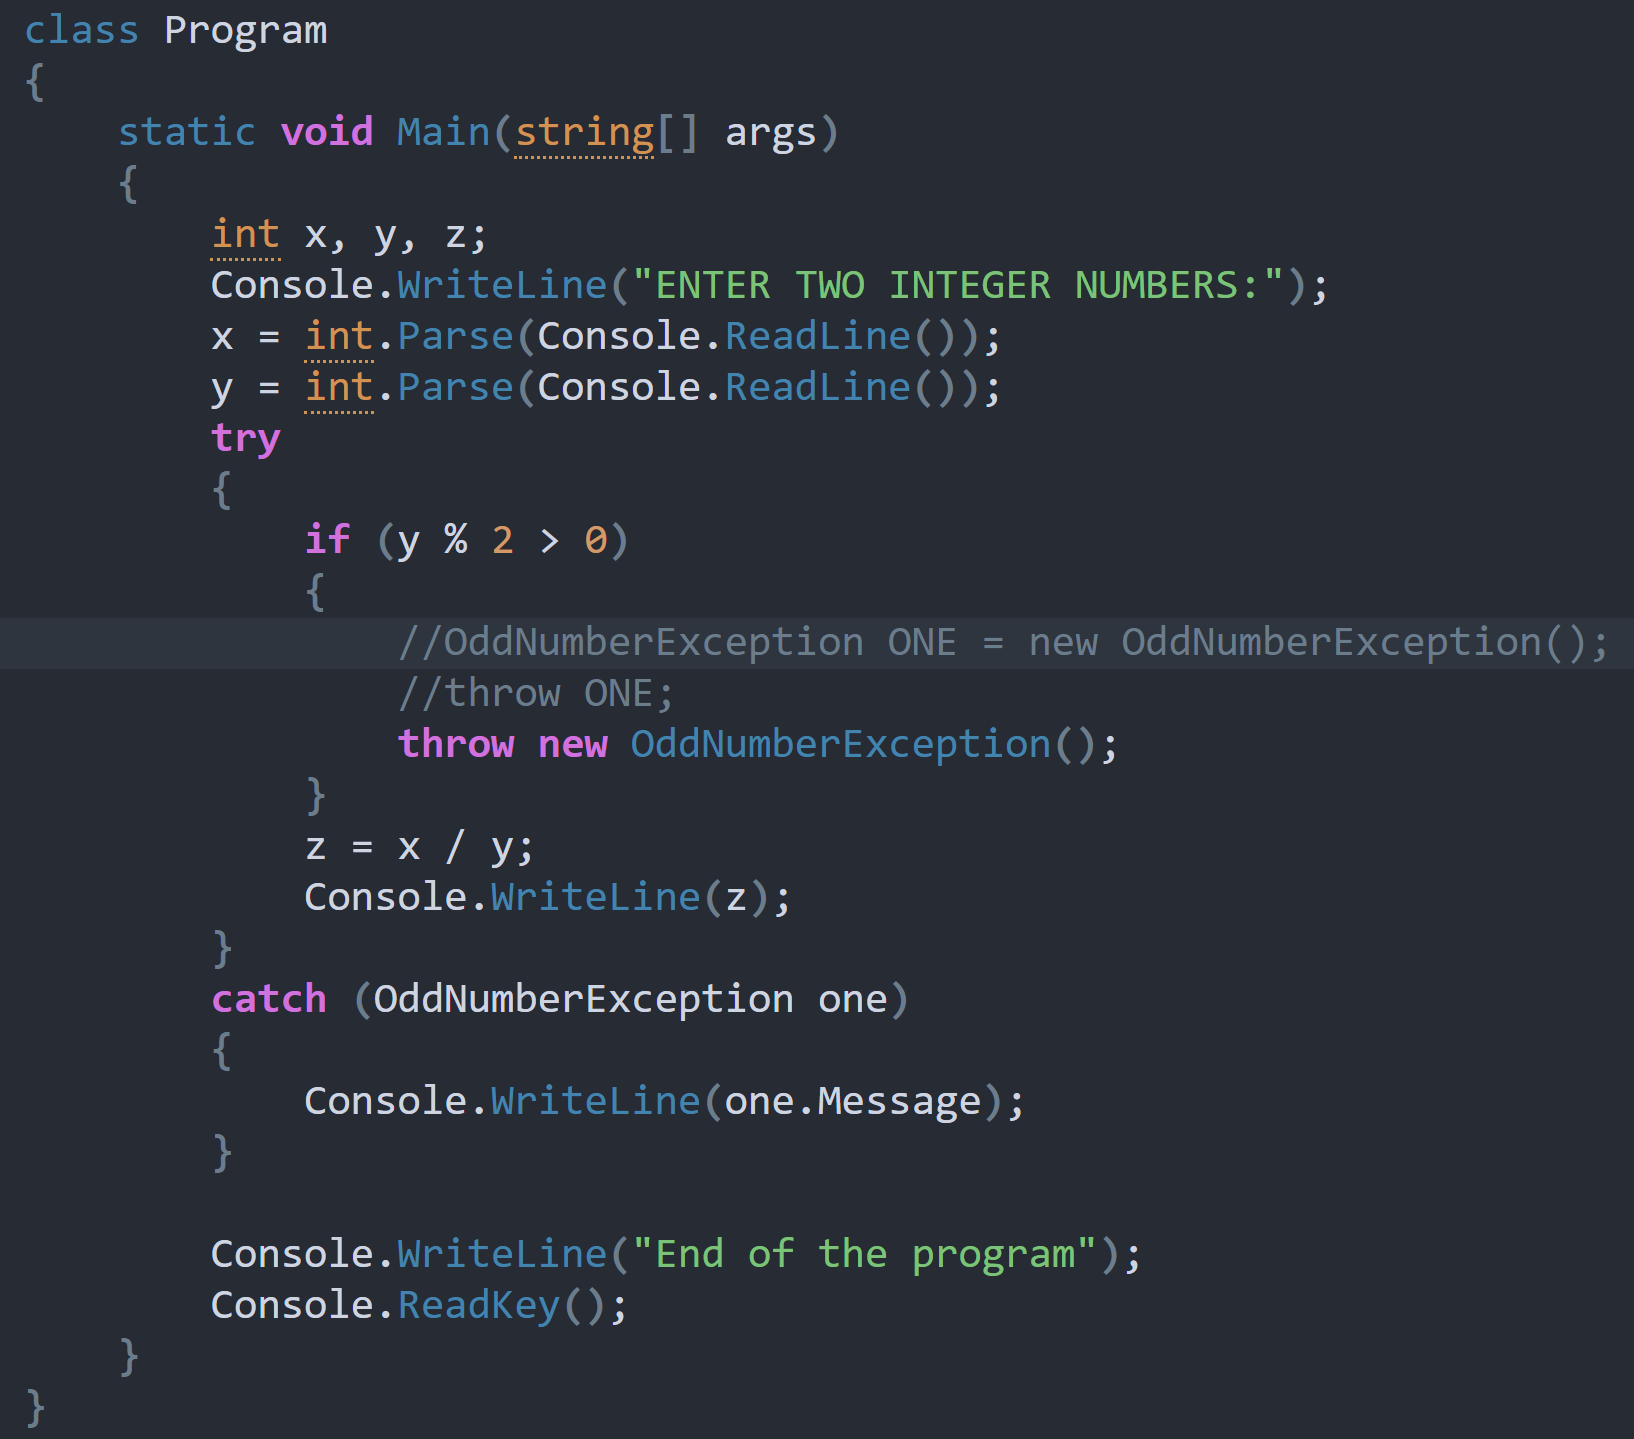 class Program
{
    static void Main(string[] args)
    {
        int x, y, z;
        Console.WriteLine("ENTER TWO INTEGER NUMBERS:");
        x = int.Parse(Console.ReadLine());
        y = int.Parse(Console.ReadLine());
        try
        {
            if (y % 2 > 0)
            {
                //OddNumberException ONE = new OddNumberException();
                //throw ONE;
                throw new OddNumberException();
            }
            z = x / y;
            Console.WriteLine(z);
        }
        catch (OddNumberException one)
        {
            Console.WriteLine(one.Message);
        }

        Console.WriteLine("End of the program");
        Console.ReadKey();
    }
}